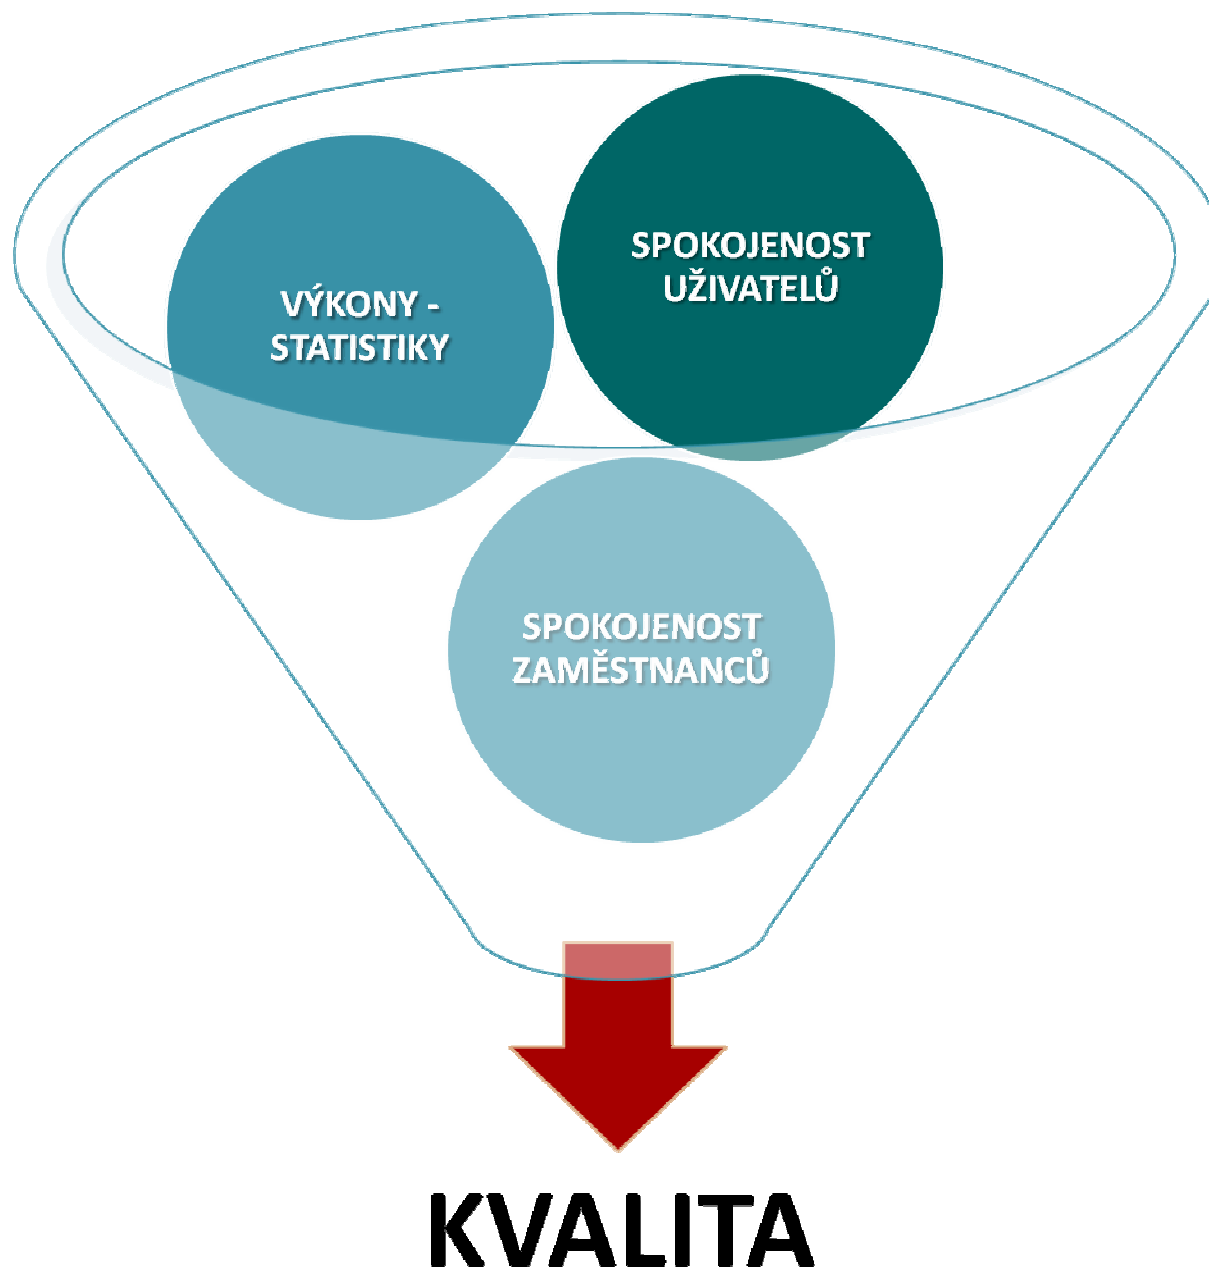 VÝKONY -
STATISTIKY
SPOKOJENOST
UŽIVATELŮ
SPOKOJENOST
ZAMĚSTNANCŮ
KVALITA